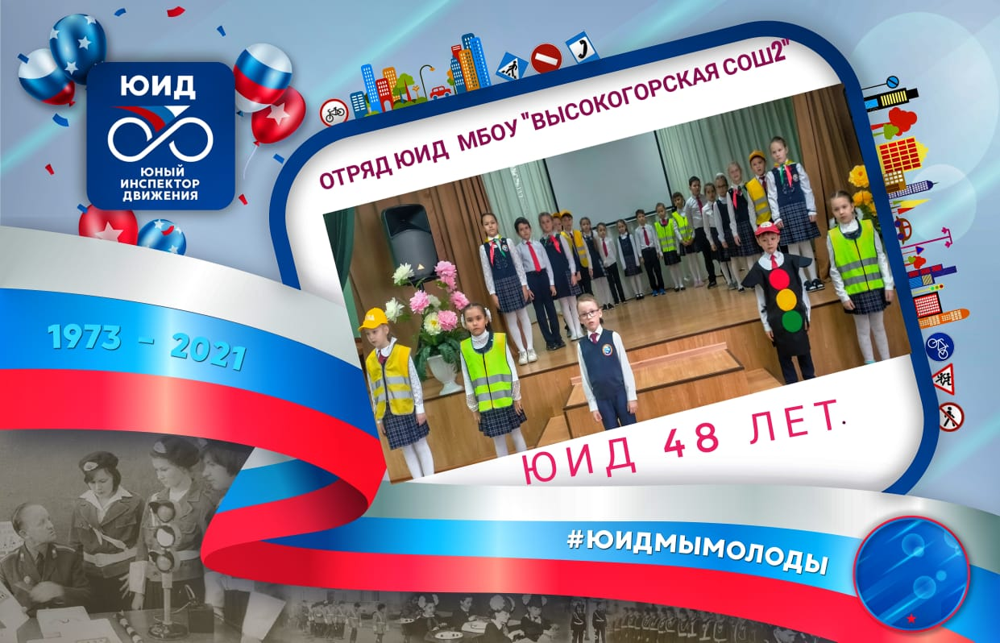 ЮИД
ЮНЫЙ
ИНСПЕКТОР
ДВИЖЕНИЯ
ОТРЯД ЮИД МБОУ "ВЫСОКОГОРСКАЯ СОШ2"
1973 - 2021
ЮИД 48 ЛЕТ.
#ЮИДМЫМОЛОДЫ